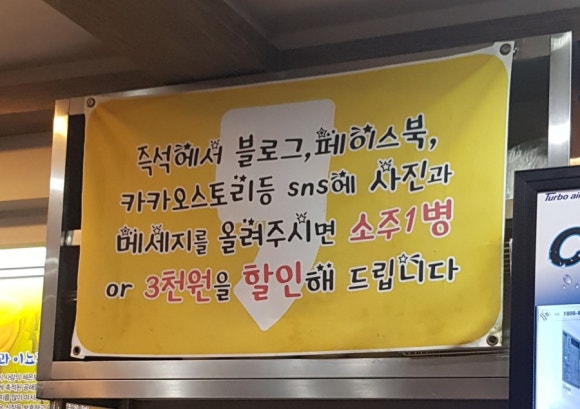 즉석에서 블로그,페이스북,
카카오스토리등 sns에 사진과
메세지를 올려주시면 소주1병
or 3천원을 할인해 드립니다
Turbo air